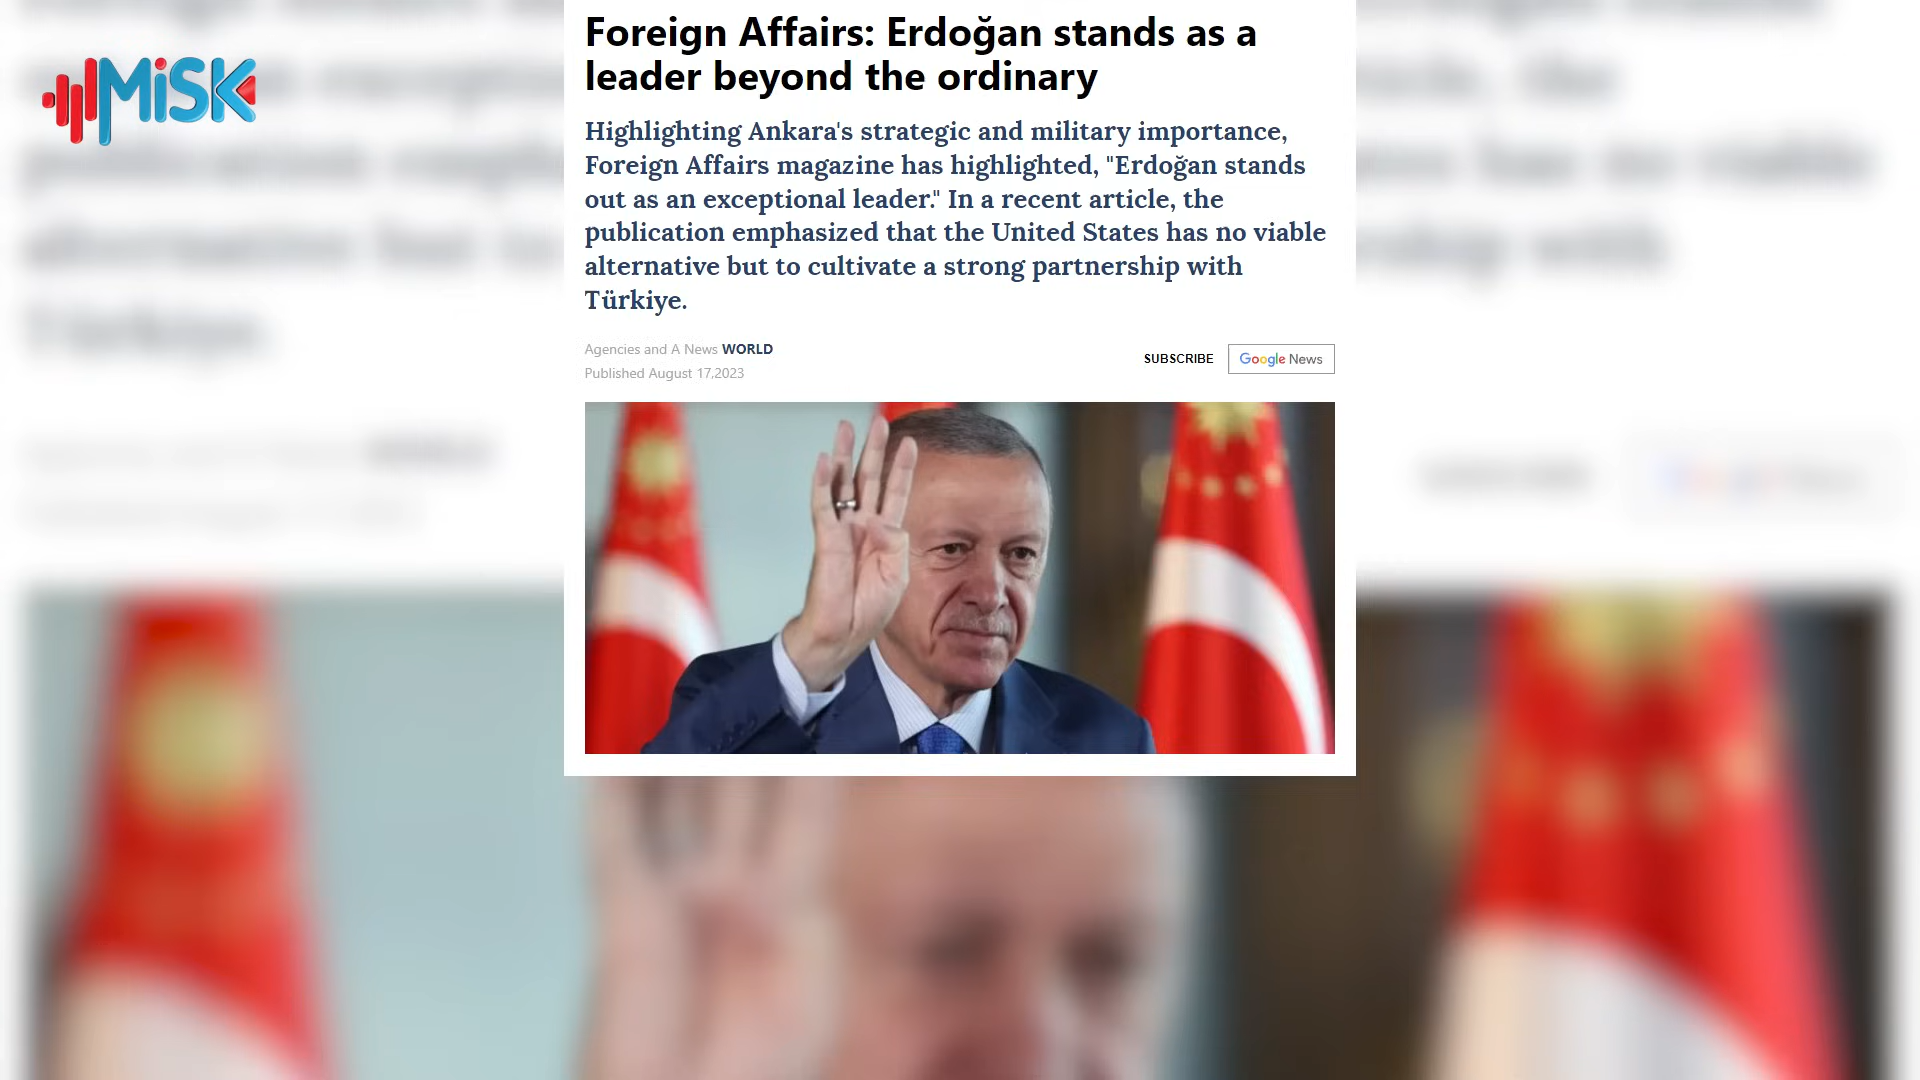 MiSK
Foreign Affairs: Erdoğan stands as a
leader beyond the ordinary
Highlighting Ankara's strategic and military importance,
Foreign Affairs magazine has highlighted, "Erdoğan stands
out as an exceptional leader." In a recent article, the
publication emphasized that the United States has no viable
alternative but to cultivate a strong partnership with
Türkiye.
Agencies and A News WORLD
Published August 17,2023
SUBSCRIBE Google News